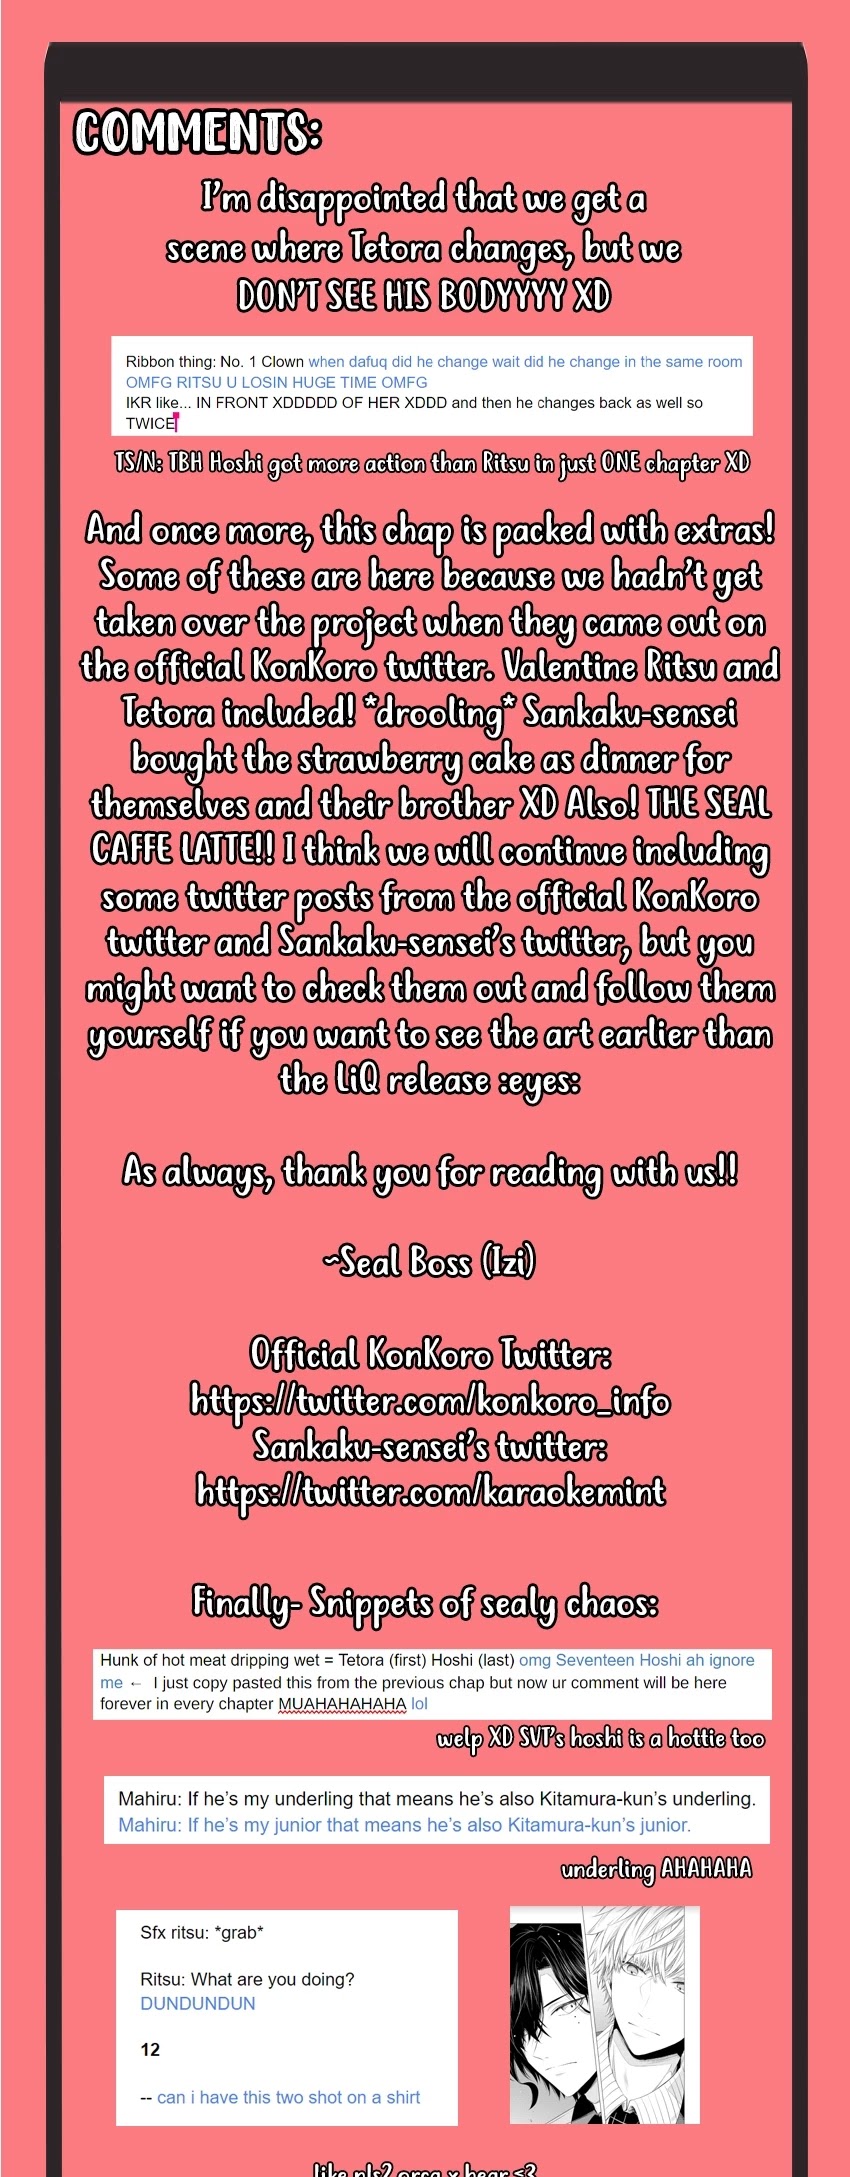 COMMENTS:
I'm disappointed that we get a
scene where Tetora changes, but we
DON'T SEE HIS BODYYYY XD
Ribbon thing: No. 1 Clown when dafuq did he change wait did he change in the same room
OMFG RITSU U LOSIN HUGE TIME OMFG
IKR like... IN FRONT XDDDDD OF HER XDDD and then he changes back as well so
TWICE
TS/N: TBH Hoshi got more action than Ritsu in just ONE chapter XD
And once more, this chap is packed with extras!
Some of these are here because we hadn't yet
taken over the project when they came out on
the official KonKoro twitter. Valentine Ritsu and
Tetora included! *drooling* Sankaku-sensei
bought the strawberry cake as dinner for
themselves and their brother XD Also! THE SEAL
CAFFE LATTE!! I think we will continue including
some twitter posts from the official KonKoro
twitter and Sankaku-sensei's twitter, but you
might want to check them out and follow them
yourself if you want to see the art earlier than
the LiQ release :eyes:
As always, thank you for reading with us!!
~Seal Boss (Izi)
Official KonKoro Twitter:
https://twitter.com/konkoro_info
Sankaku-sensei's twitter:
https://twitter.com/karaokemint
Finally- Snippets of sealy chaos:
Hunk of hot meat dripping wet = Tetora (first) Hoshi (last) omg Seventeen Hoshi ah ignore
me ← I just copy pasted this from the previous chap but now ur comment will be here
forever in every chapter MUAHAHAHAHA lol
welp XD SVT's hoshi is a hottie too
Mahiru: If he's my underling that means he's also Kitamura-kun's underling.
Mahiru: If he's my junior that means he's also Kitamura-kun's junior.
underling AHAHAHA
Sfx ritsu: *grab*
Ritsu: What are you doing?
DUNDUNDUN
12
-- can i have this two shot on a shirt
like pls? orca x bear <3